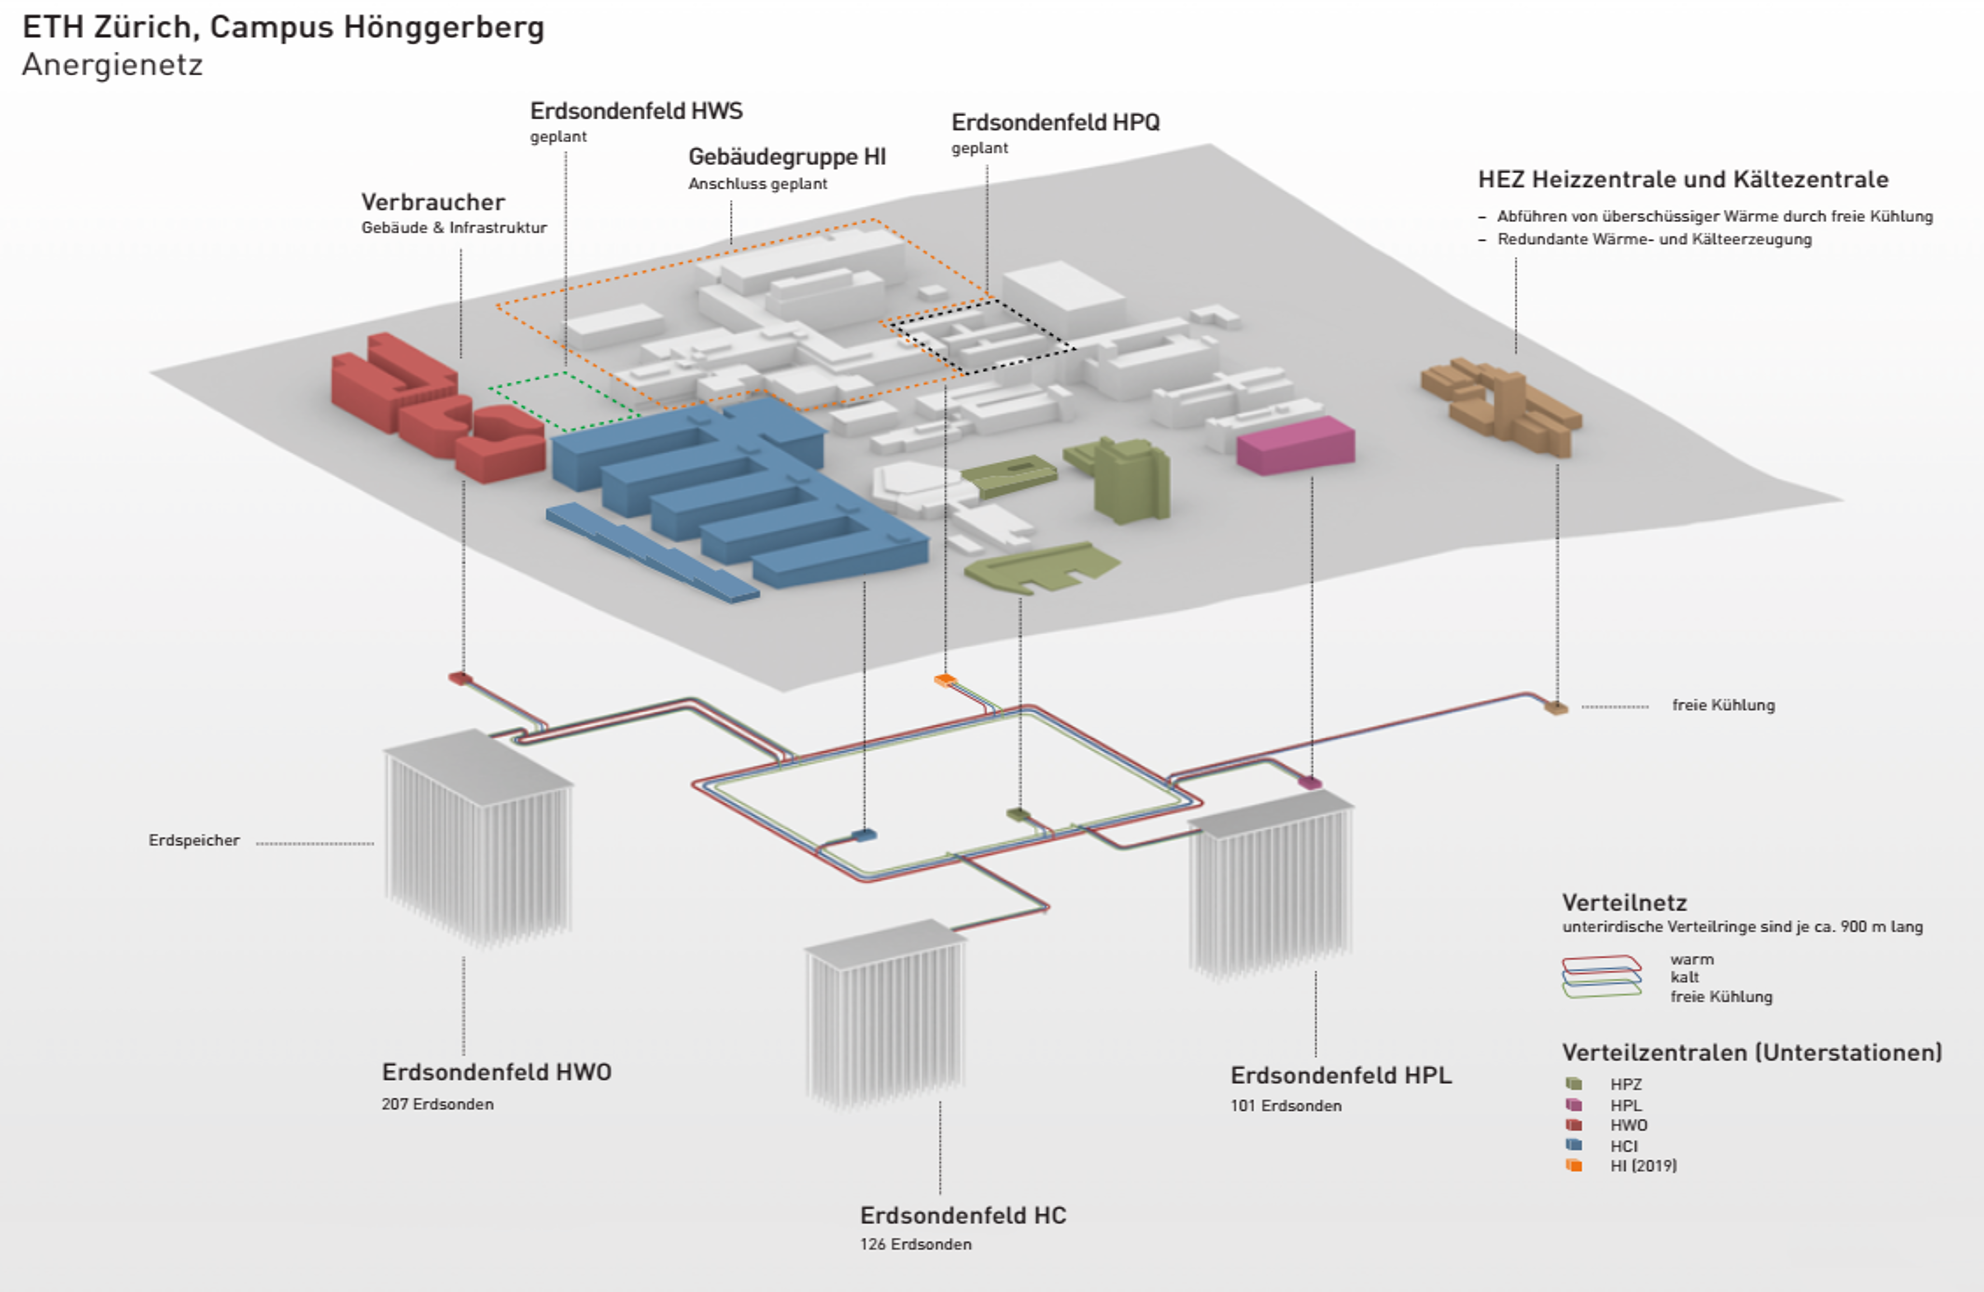 ETH Zürich, Campus Hönggerberg
Anergienetz
Erdsondenfeld HWS
geplant
Gebäudegruppe HI
Anschluss geplant
Erdsondenfeld HPQ
geplant
Verbraucher
Gebäude & Infrastruktur
HEZ Heizzentrale und Kältezentrale
– Abführen von überschüssiger Wärme durch freie Kühlung
– Redundante Wärme- und Kälteerzeugung
freie Kühlung
Erdspeicher
Erdsondenfeld HWO
207 Erdsonden
Erdsondenfeld HC
126 Erdsonden
Erdsondenfeld HPL
101 Erdsonden
Verteilnetz
unterirdische Verteilringe sind je ca. 900 m lang
warm
kalt
freie Kühlung
Verteilzentralen (Unterstationen)
HPZ
HPL
HWO
HCI
HI (2019)